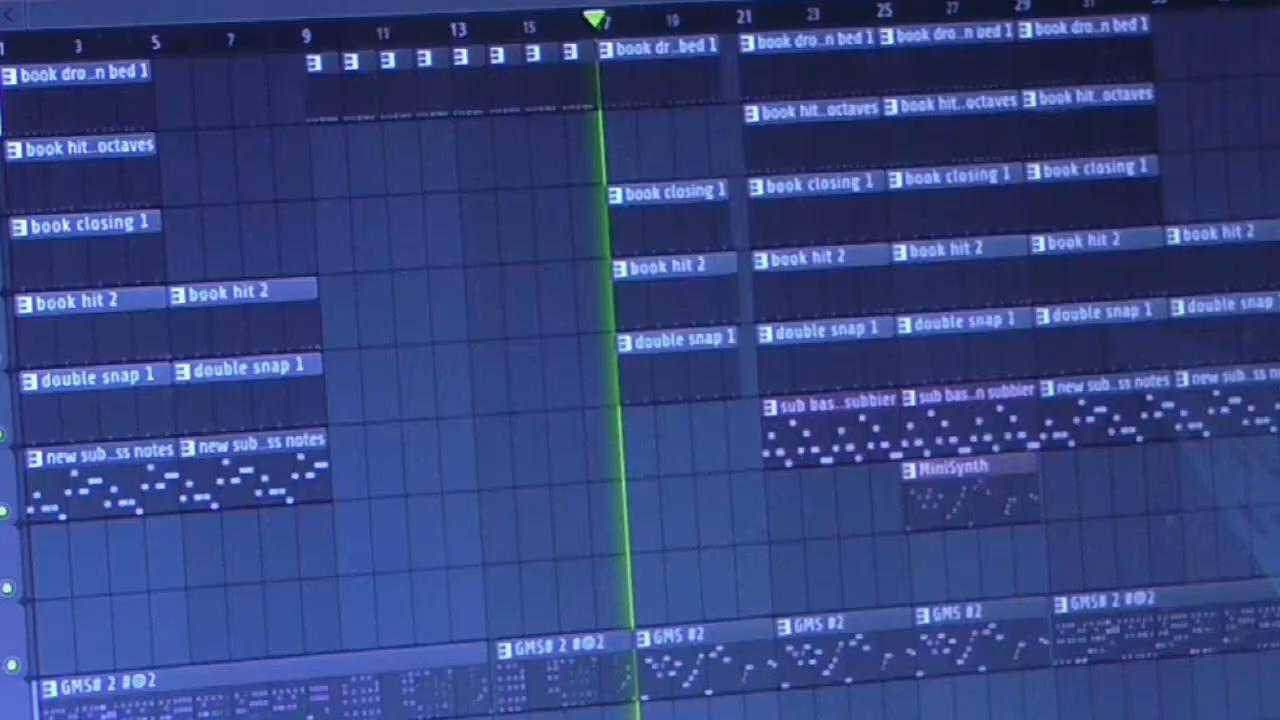 1 3 5 7 9 11 13 15 17 19 21 23 25 27 29 31 33
book dro..n bed 1 book dr..bed 1 book dro..n bed 1 book dro..n bed 1 book dro..n bed 1
book hit..octaves book hit..octaves book hit..octaves book hit..octaves
book closing 1 book closing 1 book closing 1 book closing 1 book closing 1
book hit 2 book hit 2 book hit 2 book hit 2 book hit 2 book hit 2 book hit 2
double snap 1 double snap 1 double snap 1 double snap 1 double snap 1 double snap 1 double snap
new sub..ss notes new sub..ss notes sub bas..subbier sub bas..n subbier new sub..ss notes new sub..ss n
MiniSynth
GMS# 2 #@2 GMS# 2 #@2 GMS #2 GMS #2 GMS #2 GMS# 2 #@2